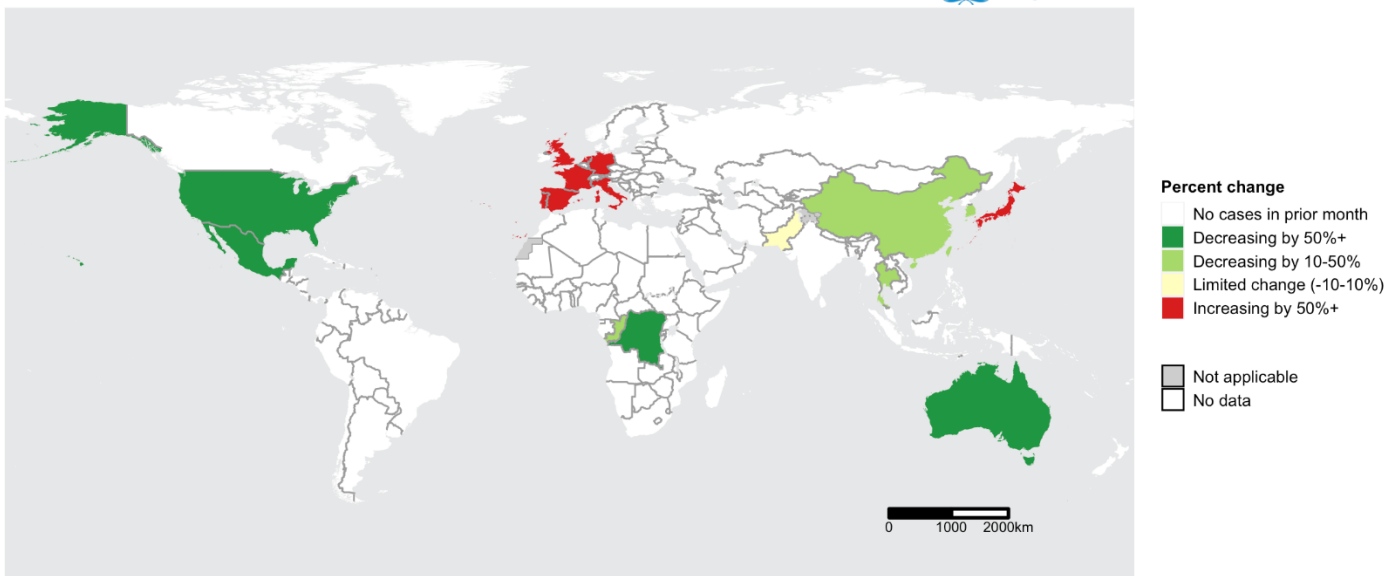 Percent change
No cases in prior month
Decreasing by 50%+
Decreasing by 10-50%
Limited change (-10-10%)
Increasing by 50%+
Not applicable
No data
0 1000 2000km